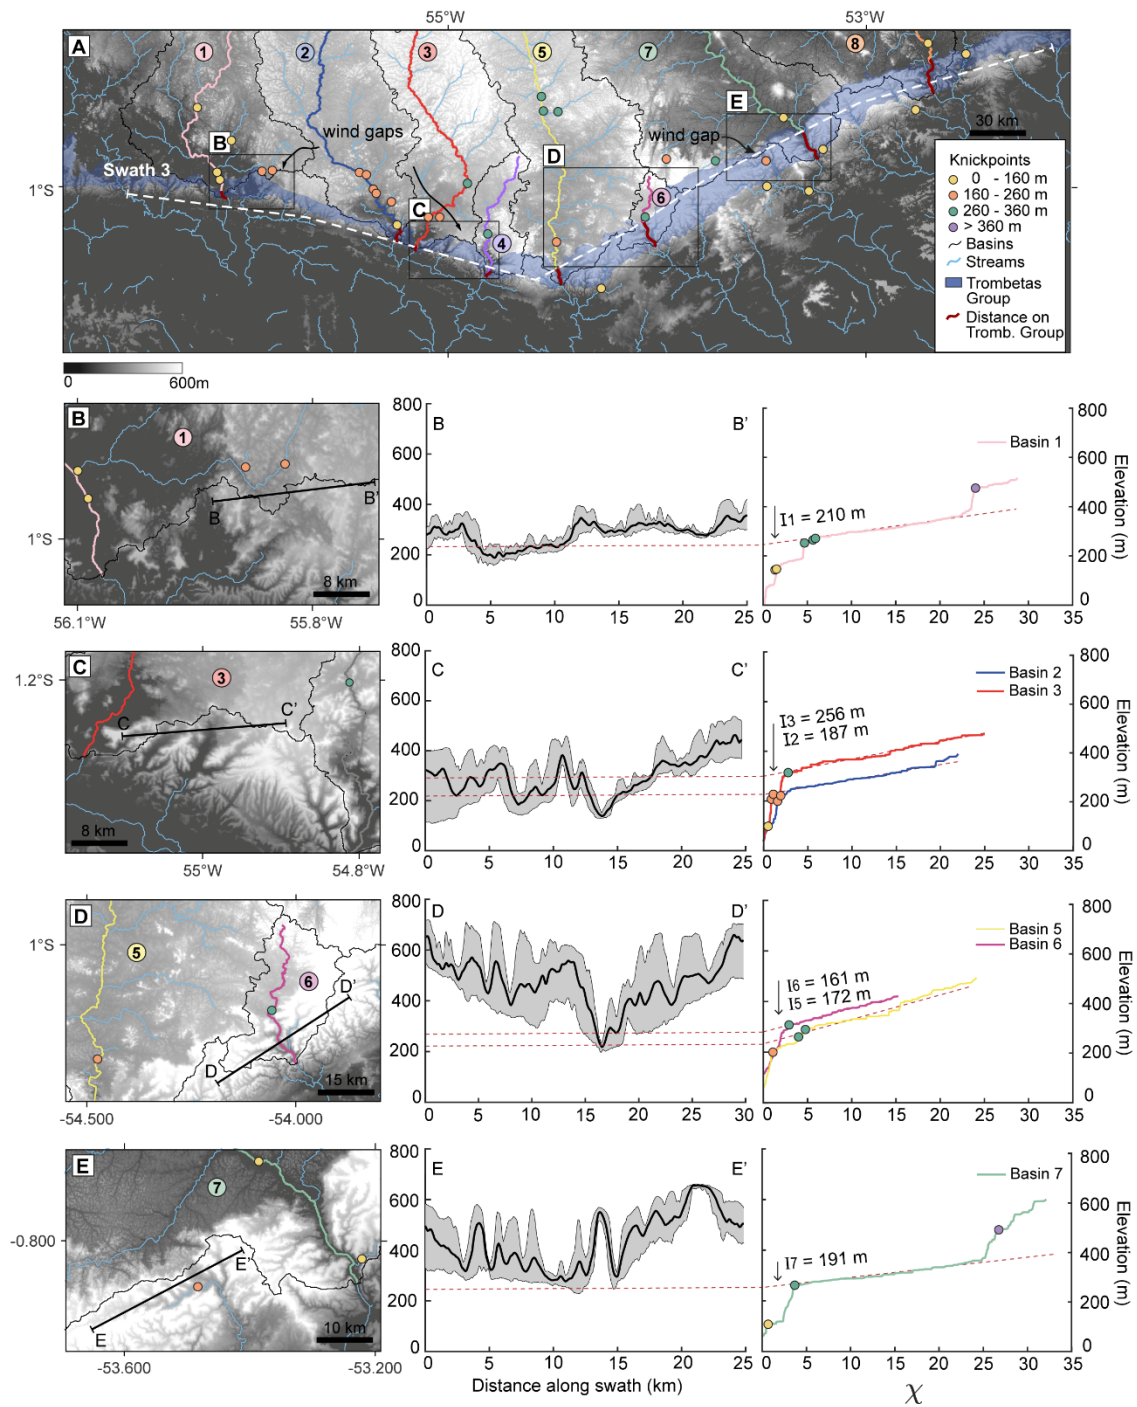 55°W
53°W
A
1
2
3
5
7
8
B
wind gaps
wind gap
E
30 km
D
Swath 3
1°S
C
4
6
Knickpoints
0 - 160 m
160 - 260 m
260 - 360 m
> 360 m
Basins
Streams
Trombetas
Group
Distance on
Tromb. Group
0
600m
B
1
B
B'
8 km
1°S
56.1°W
55.8°W
B
B'
800
600
400
200
0
0 5 10 15 20 25
Basin 1
I1 = 210 m
800
600
400
200
0
Elevation (m)
0 5 10 15 20 25 30 35
C
3
C
C'
1.2°S
8 km
55°W
54.8°W
C
C'
800
600
400
200
0
0 5 10 15 20 25
Basin 2
Basin 3
I3 = 256 m
I2 = 187 m
800
600
400
200
0
Elevation (m)
0 5 10 15 20 25 30 35
D
5
6
D
D'
1°S
15 km
-54.500
-54.000
D
D'
800
600
400
200
0
0 5 10 15 20 25 30
Basin 5
Basin 6
I6 = 161 m
I5 = 172 m
800
600
400
200
0
Elevation (m)
0 5 10 15 20 25 30 35
E
7
E
E'
-0.800
10 km
-53.600
-53.200
E
E'
800
600
400
200
0
0 5 10 15 20 25
Distance along swath (km)
Basin 7
I7 = 191 m
800
600
400
200
0
Elevation (m)
0 5 10 15 20 25 30 35
χ